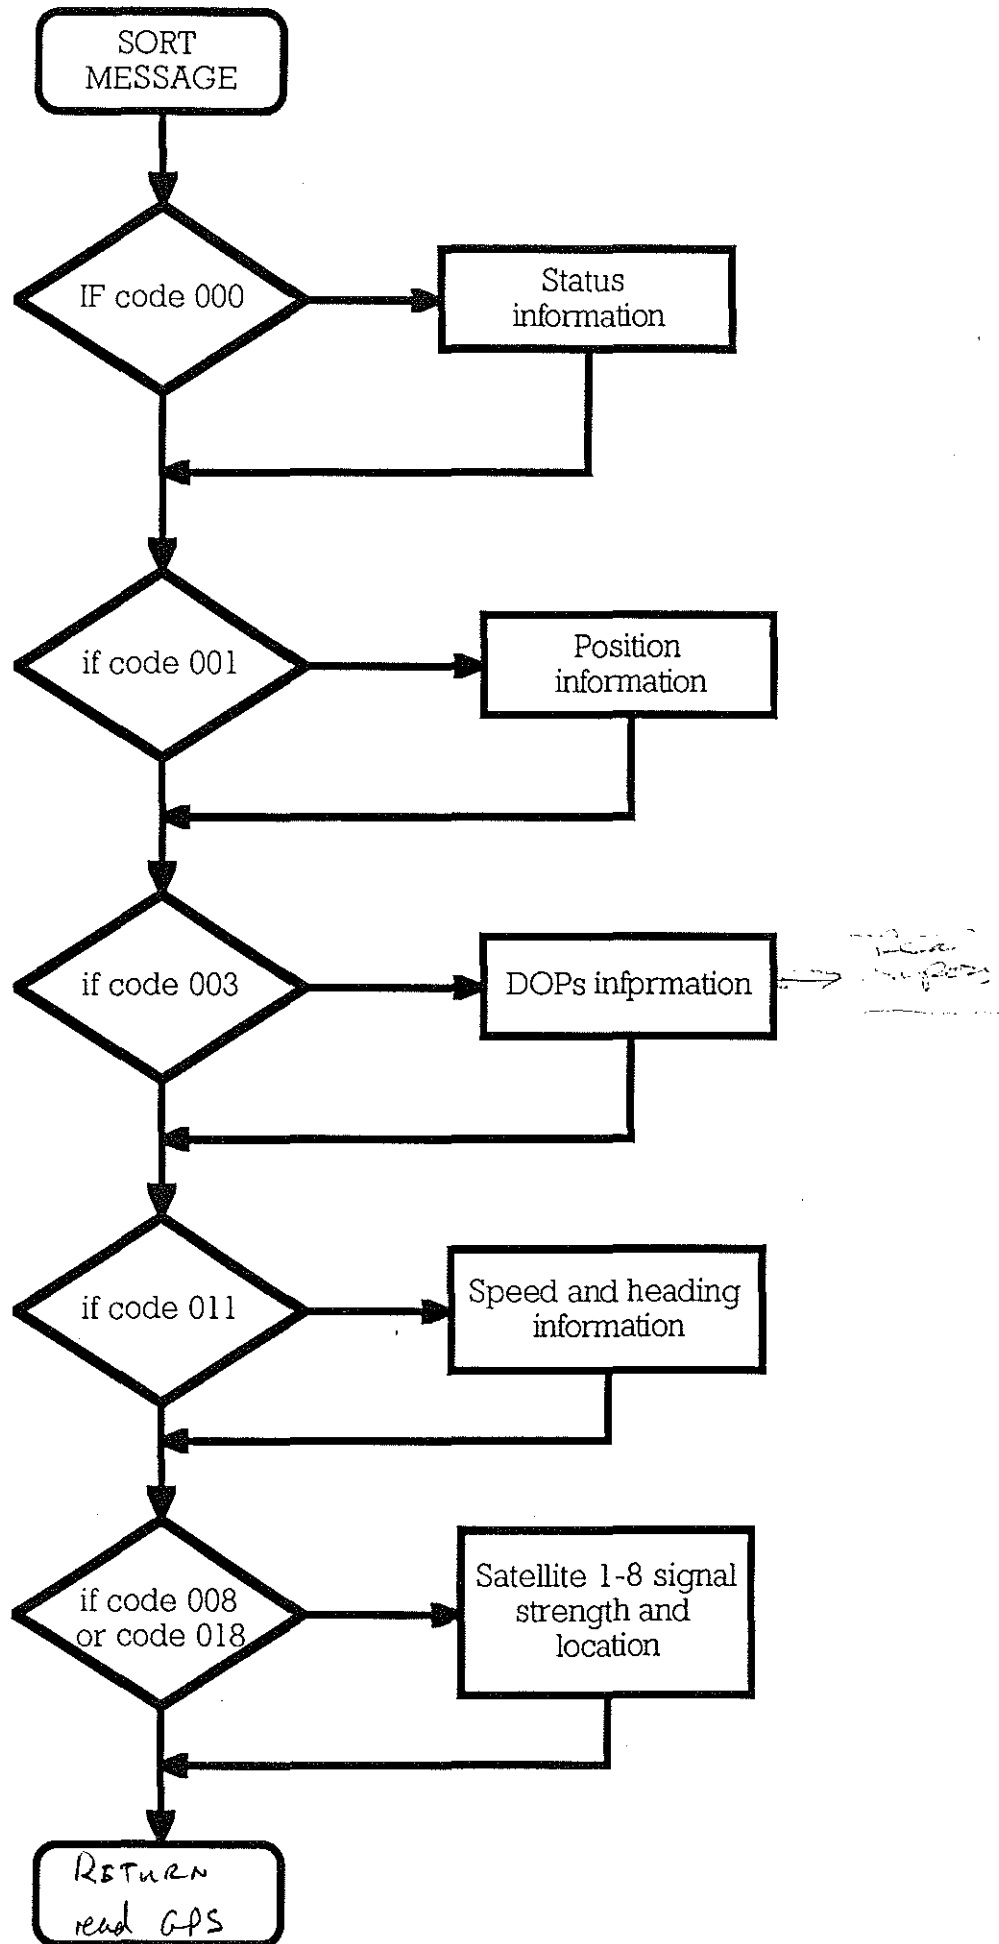 SORT
MESSAGE
IF code 000
Status
information
if code 001
Position
information
if code 003
DOPs infprmation
if code 011
Speed and heading
information
if code 008
or code 018
Satellite 1-8 signal
strength and
location
RETURN
read GPS